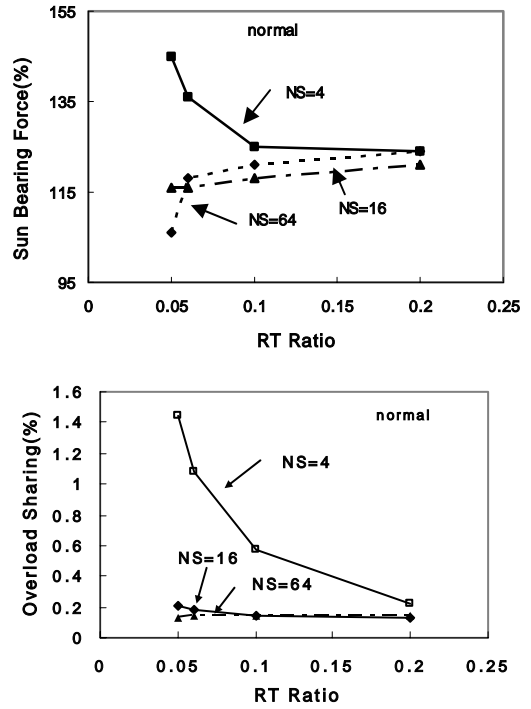 155
normal
Sun Bearing Force(%)
NS=4
135
115
NS=16
NS=64
95
0
0.05
0.1
0.15
0.2
0.25
RT Ratio
1.6
normal
1.4
Overload Sharing(%)
1.2
NS=4
1
0.8
0.6
NS=16
NS=64
0.4
0.2
0
0
0.05
0.1
0.15
0.2
0.25
RT Ratio